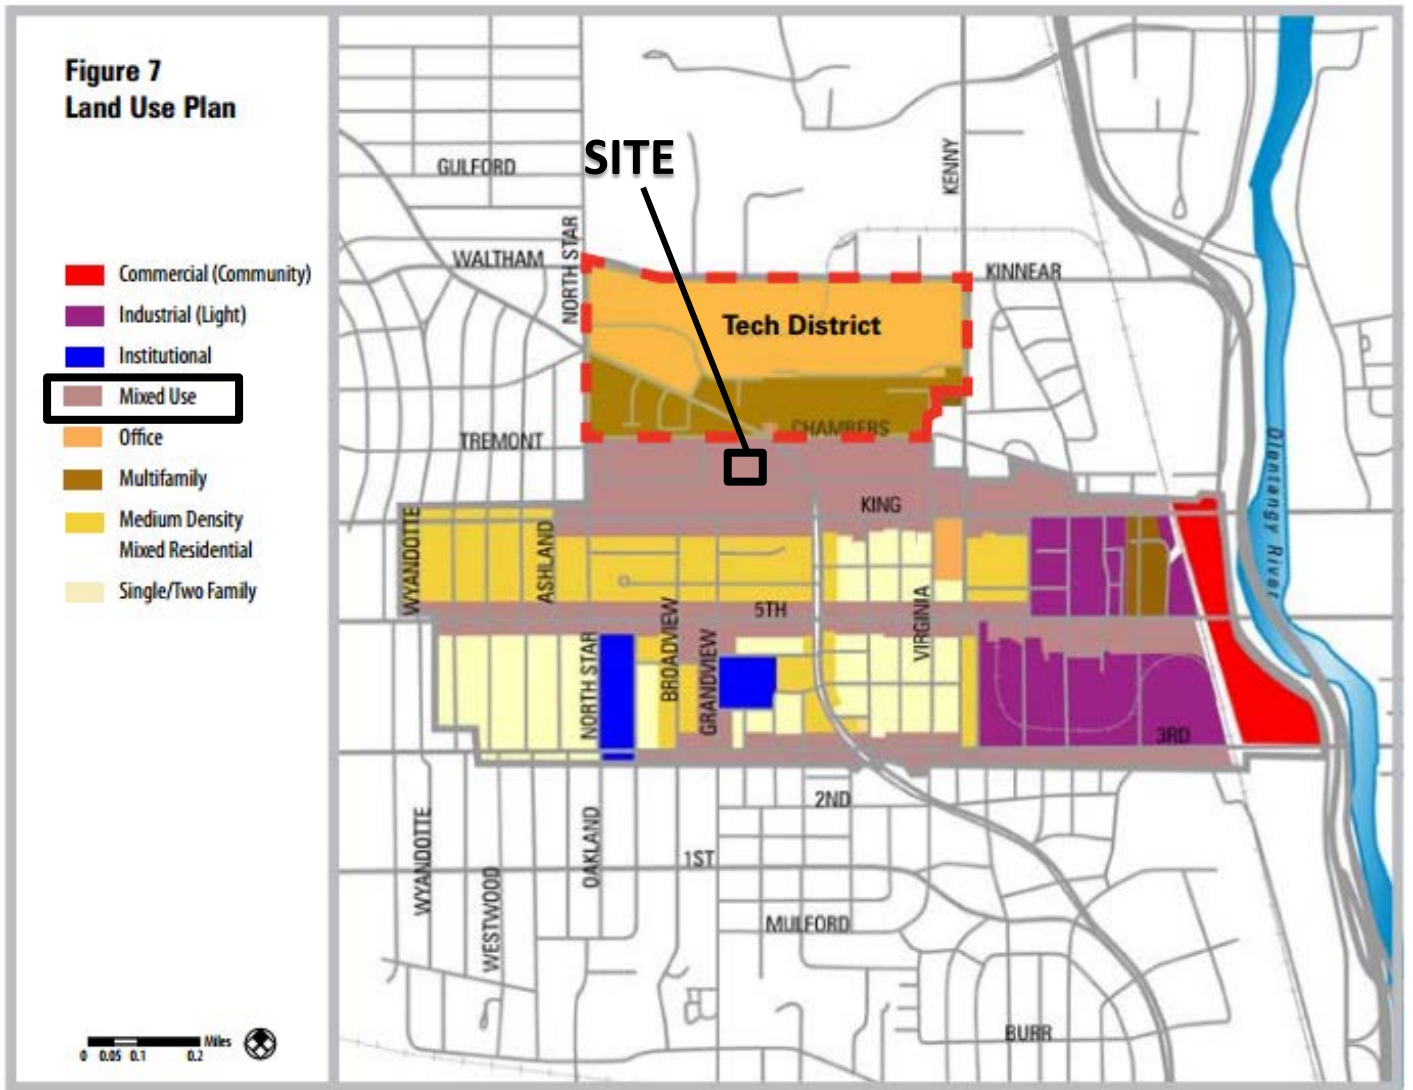 Figure 7
Land Use Plan
Commercial (Community)
Industrial (Light)
Institutional
Mixed Use
Office
Multifamily
Medium Density
Mixed Residential
Single/Two Family
0 0.05 0.1 0.2 Miles
SITE
GULFORD
KENNY
NORTH STAR
WALTHAM
KINNEAR
Tech District
CHAMBERS
TREMONT
KING
Olentangy River
WYANDOTTE
ASHLAND
5TH
VIRGINIA
BROADVIEW
NORTH STAR
GRANDVIEW
3RD
2ND
1ST
WYANDOTTE
OAKLAND
WESTWOOD
MULFORD
BURR